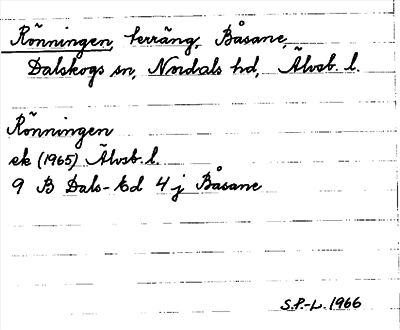 Rönningen, terräng, Båsane,
Dalskogs sn, Nordals hd, Älvsb. l.
Rönningen
ek (1965) Älvsb. l.
9 B Dals-Ed 4 j Båsane
S.P.-L. 1966